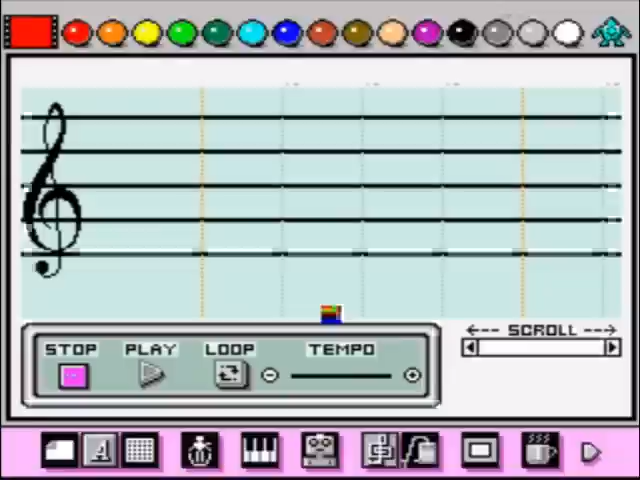 STOP PLAY LOOP TEMPO
<--- SCROLL --->
A